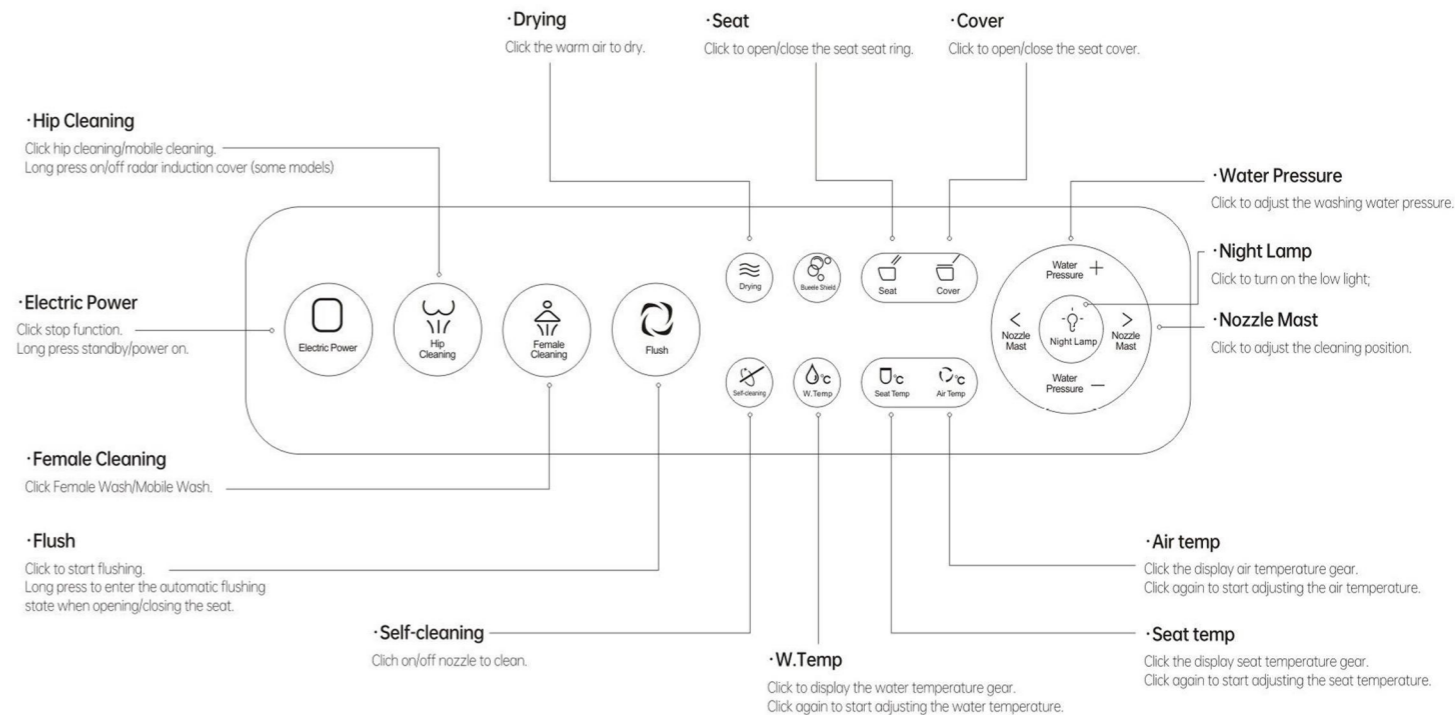 ·Drying
Click the warm air to dry.
·Seat
Click to open/close the seat seat ring.
·Cover
Click to open/close the seat cover.
·Hip Cleaning
Click hip cleaning/mobile cleaning.
Long press on/off radar induction cover (some models)
·Water Pressure
Click to adjust the washing water pressure.
·Night Lamp
Click to turn on the low light;
·Nozzle Mast
Click to adjust the cleaning position.
·Electric Power
Click stop function.
Long press standby/power on.
Electric Power
Hip
Cleaning
Female
Cleaning
Flush
Drying
Bueele Shield
Seat
Cover
Self-cleaning
°C
W.Temp
°C
Seat Temp
°C
Air Temp
Water
Pressure +
<
Nozzle
Mast
Night Lamp
>
Nozzle
Mast
Water
Pressure —
·Female Cleaning
Click Female Wash/Mobile Wash.
·Flush
Click to start flushing.
Long press to enter the automatic flushing
state when opening/closing the seat.
·Self-cleaning
Clich on/off nozzle to clean.
·W.Temp
Click to display the water temperature gear.
Click again to start adjusting the water temperature.
·Air temp
Click the display air temperature gear.
Click again to start adjusting the air temperature.
·Seat temp
Click the display seat temperature gear.
Click again to start adjusting the seat temperature.